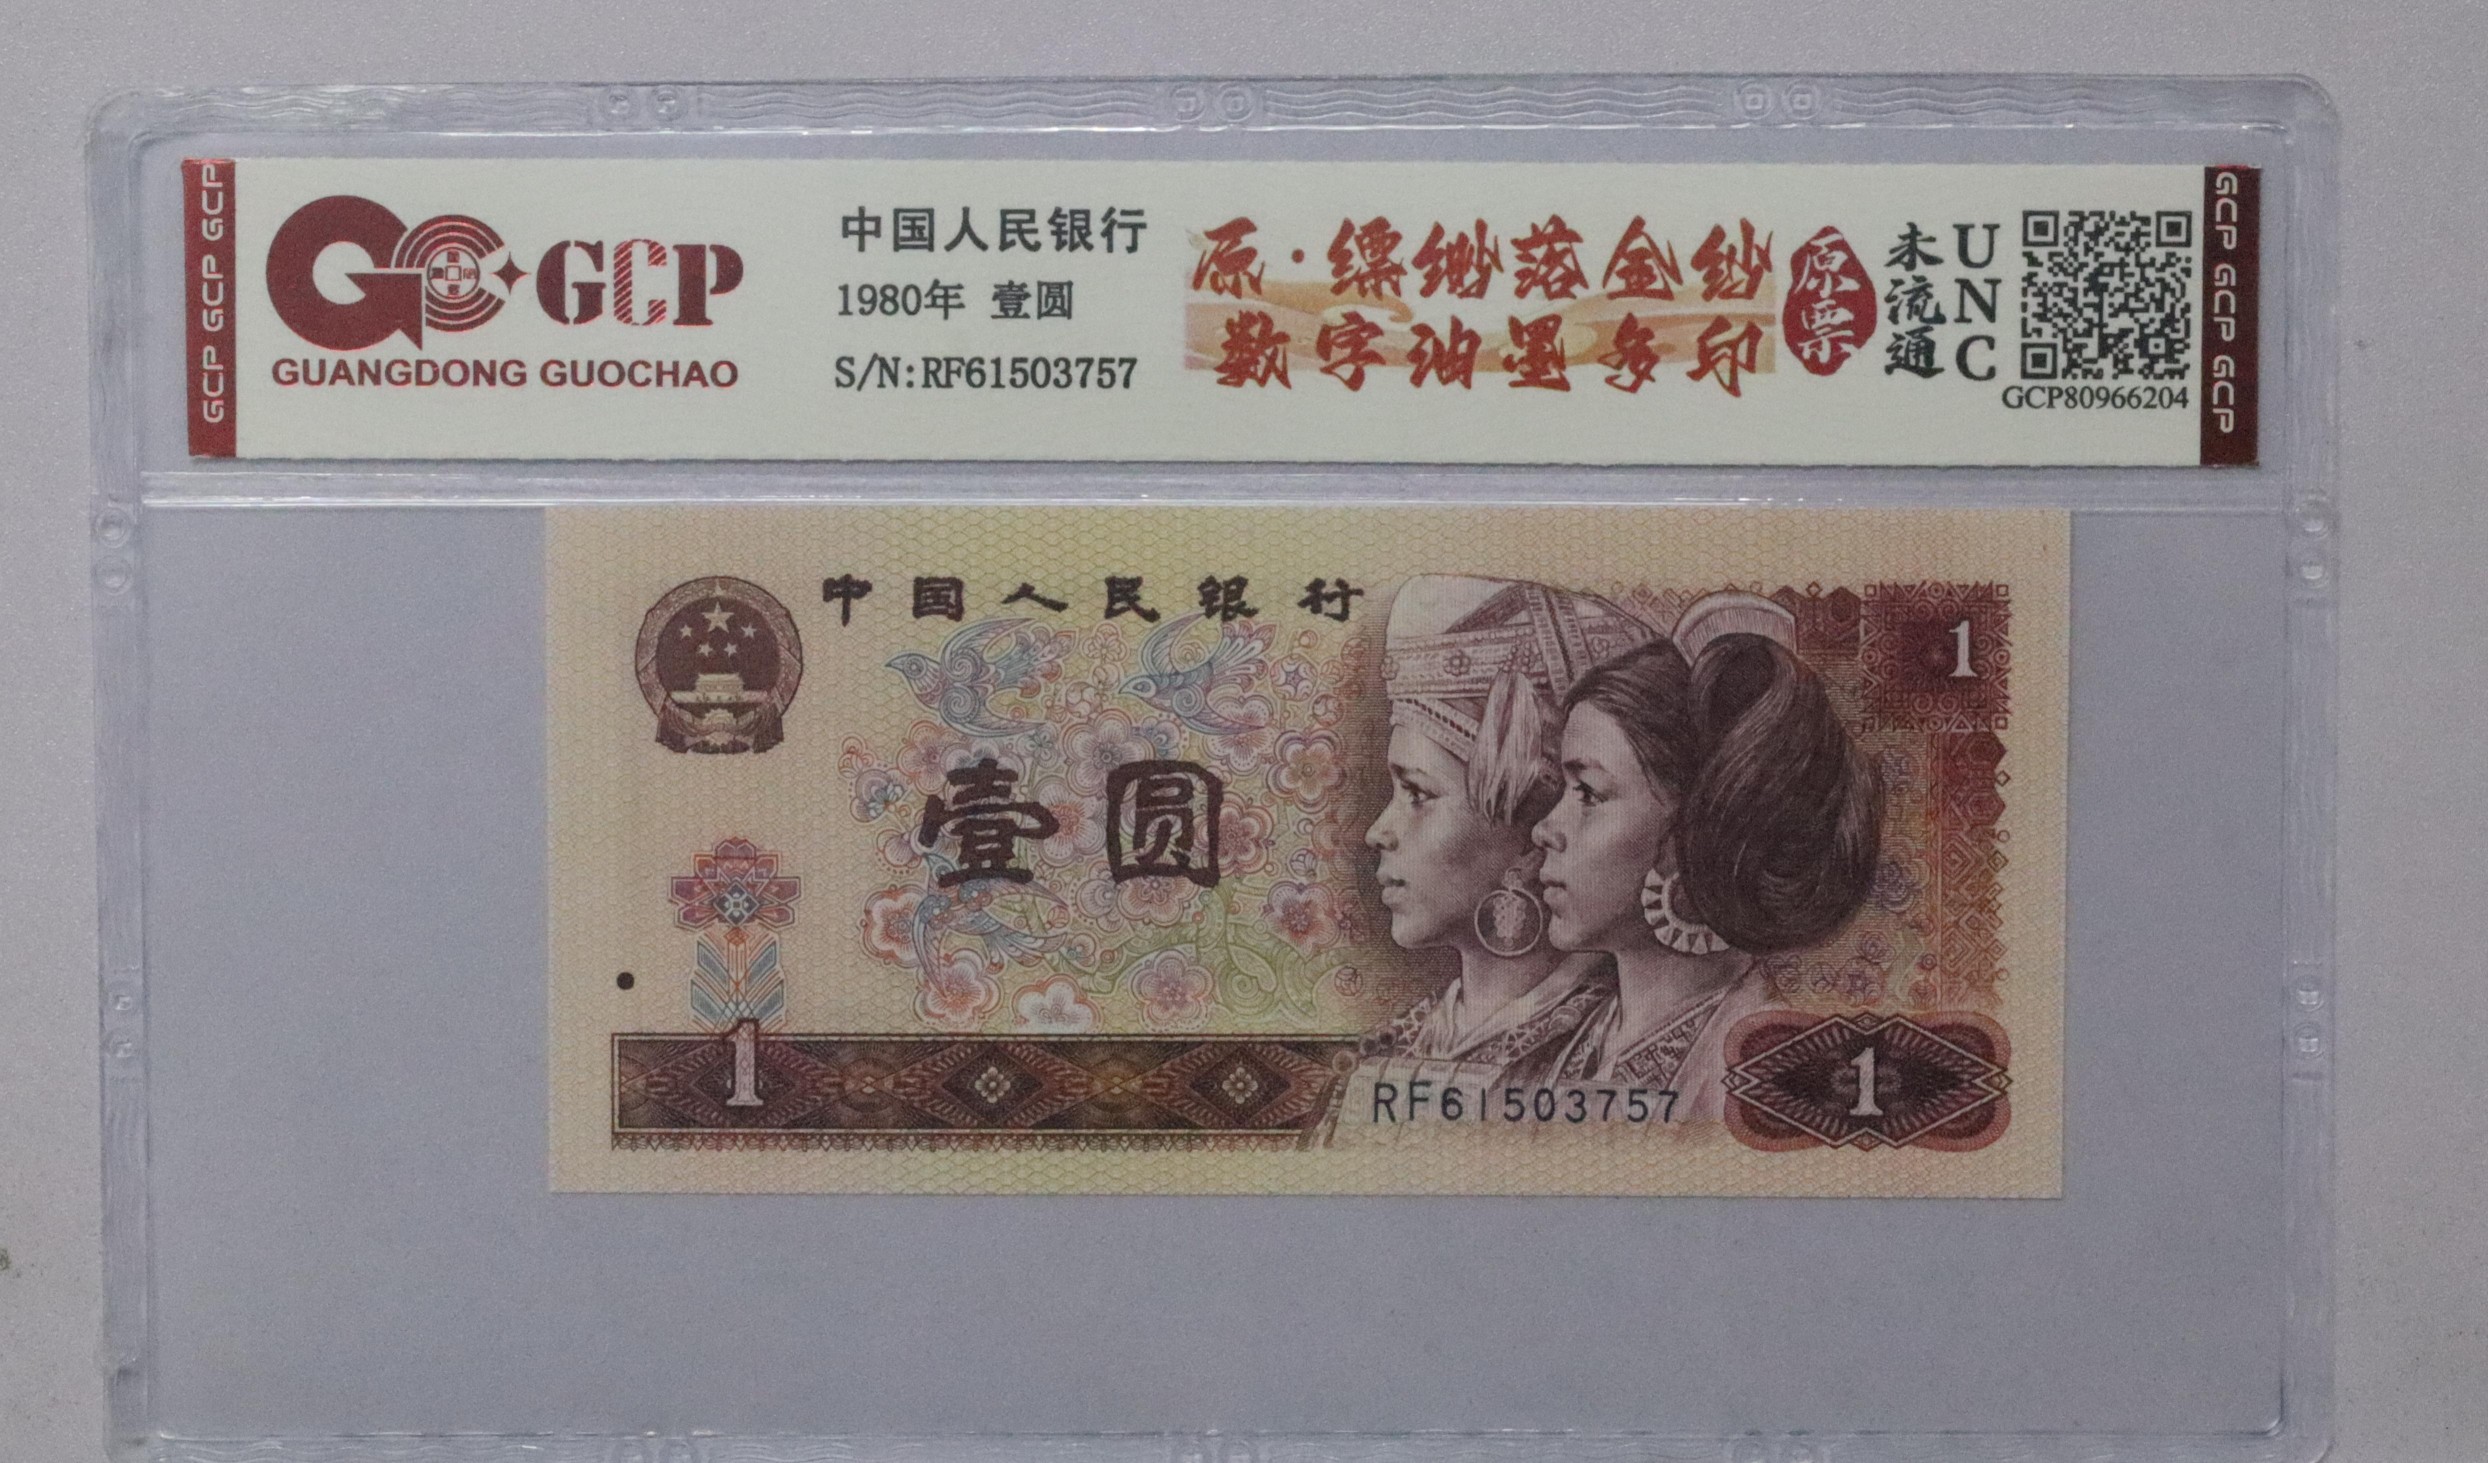 GCP GCP GCP
GCP
GUANGDONG GUOCHAO
中国人民银行
1980年 壹圆
S/N:RF61503757
原·缥缈落金纱
数字油墨多印
原票
未流通
UNC
GCP80966204
GCP GCP GCP
中国人民银行
1
壹圆
1
RF61503757
1